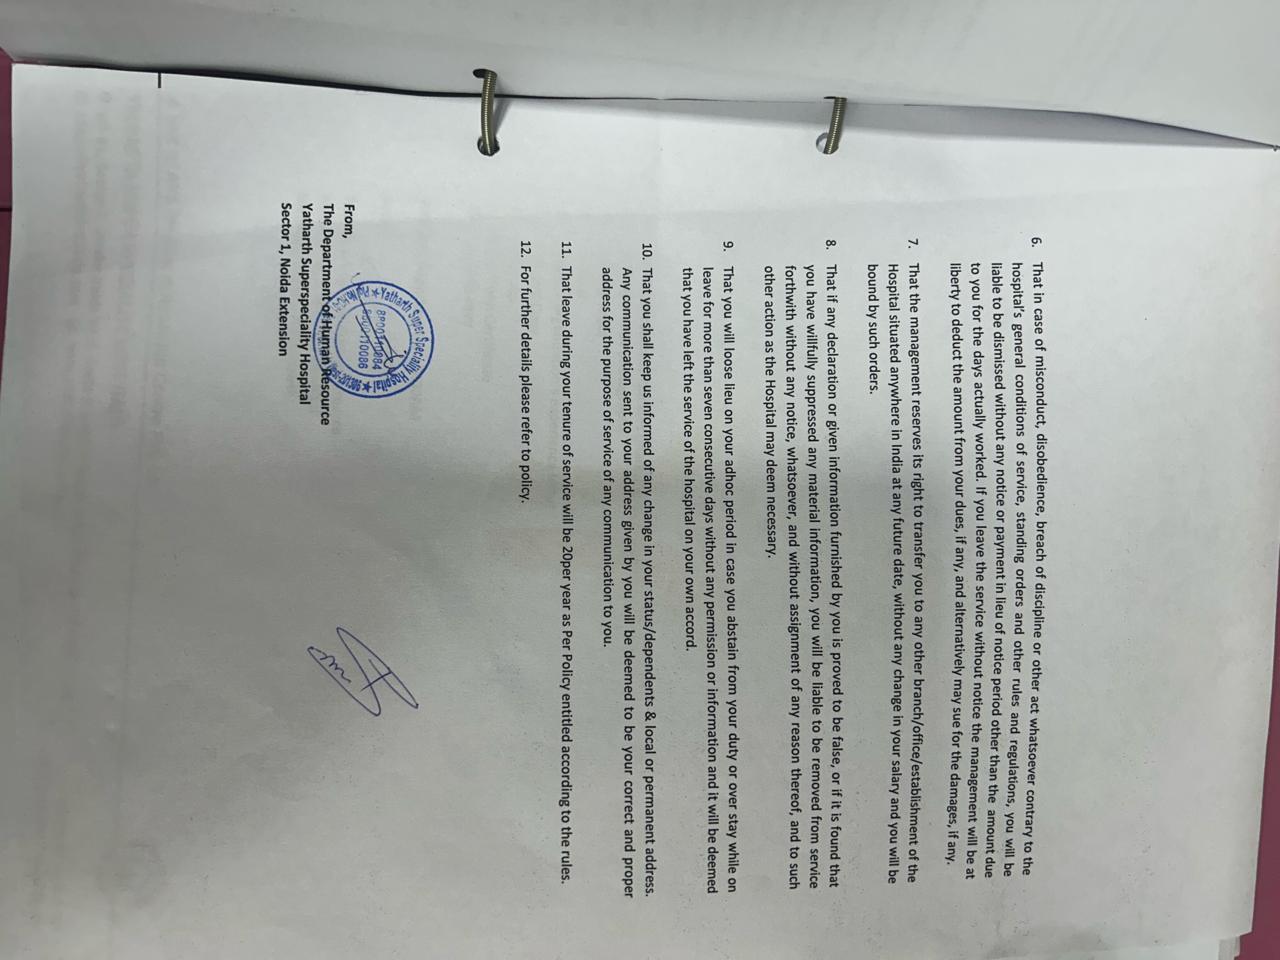 6. That in case of misconduct, disobedience, breach of discipline or other act whatsoever contrary to the
hospital's general conditions of service, standing orders and other rules and regulations, you will be
liable to be dismissed without any notice or payment in lieu of notice period other than the amount due
to you for the days actually worked. If you leave the service without notice the management will be at
liberty to deduct the amount from your dues, if any, and alternatively may sue for the damages, if any.
7. That the management reserves its right to transfer you to any other branch/office/establishment of the
Hospital situated anywhere in India at any future date, without any change in your salary and you will be
bound by such orders.
8. That if any declaration or given information furnished by you is proved to be false, or if it is found that
you have willfully suppressed any material information, you will be liable to be removed from service
forthwith without any notice, whatsoever, and without assignment of any reason thereof, and to such
other action as the Hospital may deem necessary.
9. That you will loose lieu on your adhoc period in case you abstain from your duty or over stay while on
leave for more than seven consecutive days without any permission or information and it will be deemed
that you have left the service of the hospital on your own accord.
10. That you shall keep us informed of any change in your status/dependents & local or permanent address.
Any communication sent to your address given by you will be deemed to be your correct and proper
address for the purpose of service of any communication to you.
11. That leave during your tenure of service will be 20per year as Per Policy entitled according to the rules.
12. For further details please refer to policy.
From,
The Department of Human Resource
Yatharth Superspeciality Hospital
Sector 1, Noida Extension
Yatharth Super Speciality Hospital
8800110884